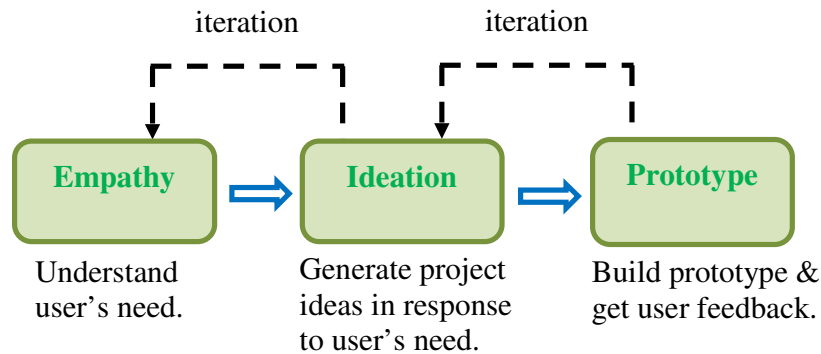 iteration
iteration
Empathy
Ideation
Prototype
Understand
user's need.
Generate project
ideas in response
to user's need.
Build prototype &
get user feedback.